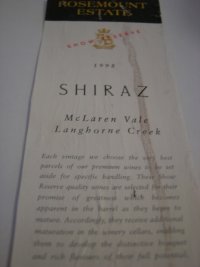 ROSEMOUNT
ESTATE
SHOW RESERVE
1998
SHIRAZ
McLaren Vale
Langhorne Creek
Each vintage we choose the very best
parcels of our premium wines to be set
aside for specific handling. These Show
Reserve quality wines are selected for their
promise of greatness which becomes
apparent in the barrel as they begin to
mature. Accordingly, they receive additional
maturation in the winery cellars, enabling
them to develop the distinctive bouquet
and rich flavours of their full potential.